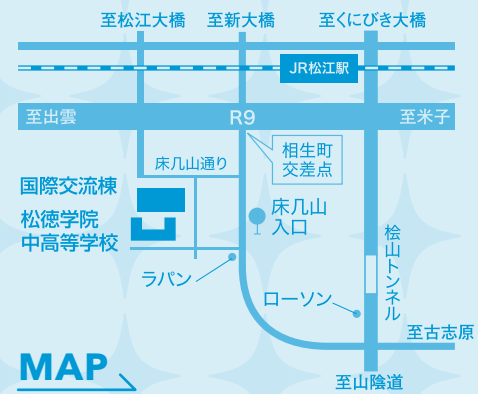 至松江大橋
至新大橋
至くにびき大橋
JR松江駅
至出雲
R9
至米子
相生町
交差点
床几山通り
国際交流棟
松徳学院
中高等学校
床几山
入口
桧山トンネル
ラパン
ローソン
至古志原
至山陰道
MAP